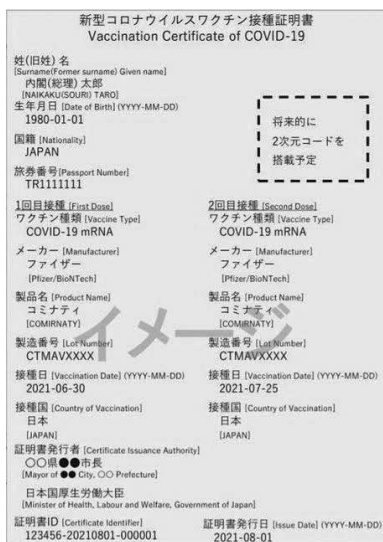 新型コロナウイルスワクチン接種証明書
Vaccination Certificate of COVID-19
姓(旧姓) 名
[Surname(Former surname) Given name]
内閣(総理) 太郎
[NAIKAKU(SOURI) TARO]
生年月日 [Date of Birth] (YYYY-MM-DD)
1980-01-01
国籍 [Nationality]
JAPAN
旅券番号[Passport Number]
TR1111111
将来的に
2次元コードを
搭載予定
1回目接種 [First Dose]
ワクチン種類 [Vaccine Type]
COVID-19 mRNA
メーカー [Manufacturer]
ファイザー
[Pfizer/BioNTech]
製品名 [Product Name]
コミナティ
[COMIRNATY]
製造番号 [Lot Number]
CTMAVXXXX
接種日 [Vaccination Date] (YYYY-MM-DD)
2021-06-30
接種国 [Country of Vaccination]
日本
[JAPAN]
2回目接種 [Second Dose]
ワクチン種類 [Vaccine Type]
COVID-19 mRNA
メーカー [Manufacturer]
ファイザー
[Pfizer/BioNTech]
製品名 [Product Name]
コミナティ
[COMIRNATY]
製造番号 [Lot Number]
CTMAVXXXX
接種日 [Vaccination Date] (YYYY-MM-DD)
2021-07-25
接種国 [Country of Vaccination]
日本
[JAPAN]
イメージ
証明書発行者 [Certificate Issuance Authority]
○○県●●市長
[Mayor of ●● City, ○○ Prefecture]
日本国厚生労働大臣
[Minister of Health, Labour and Welfare, Government of Japan]
証明書ID [Certificate Identifier]
123456-20210801-000001
証明書発行日 [Issue Date] (YYYY-MM-DD)
2021-08-01